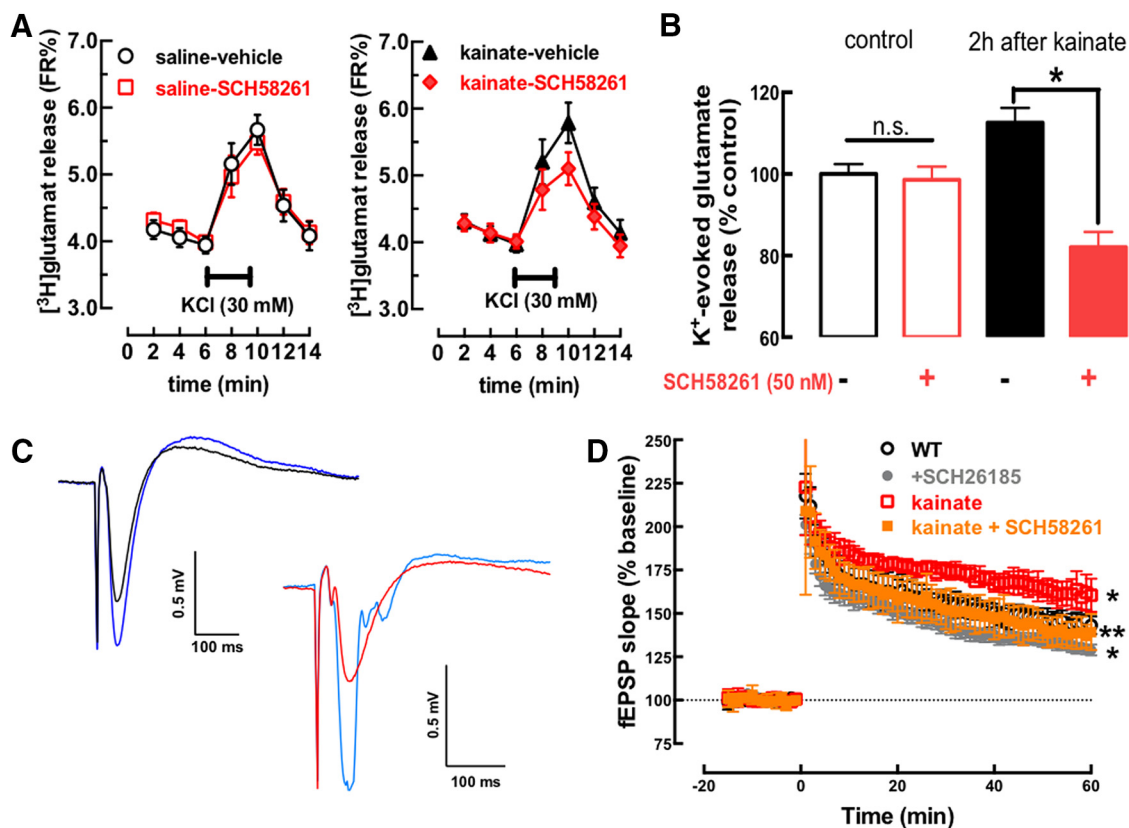 A
[³H]glutamat release (FR%)
7.0
6.0
5.0
4.0
3.0
saline-vehicle
saline-SCH58261
KCl (30 mM)
0 2 4 6 8 10 12 14
time (min)
[³H]glutamat release (FR%)
7.0
6.0
5.0
4.0
3.0
kainate-vehicle
kainate-SCH58261
KCl (30 mM)
0 2 4 6 8 10 12 14
time (min)
B
control
2h after kainate
K⁺-evoked glutamate
release (% control)
120
100
80
60
n.s.
*
SCH58261 (50 nM) - + - +
C
0.5 mV
100 ms
0.5 mV
100 ms
D
fEPSP slope (% baseline)
250
225
200
175
150
125
100
75
WT
+SCH26185
kainate
kainate + SCH58261
*
**
*
-20 0 20 40 60
Time (min)